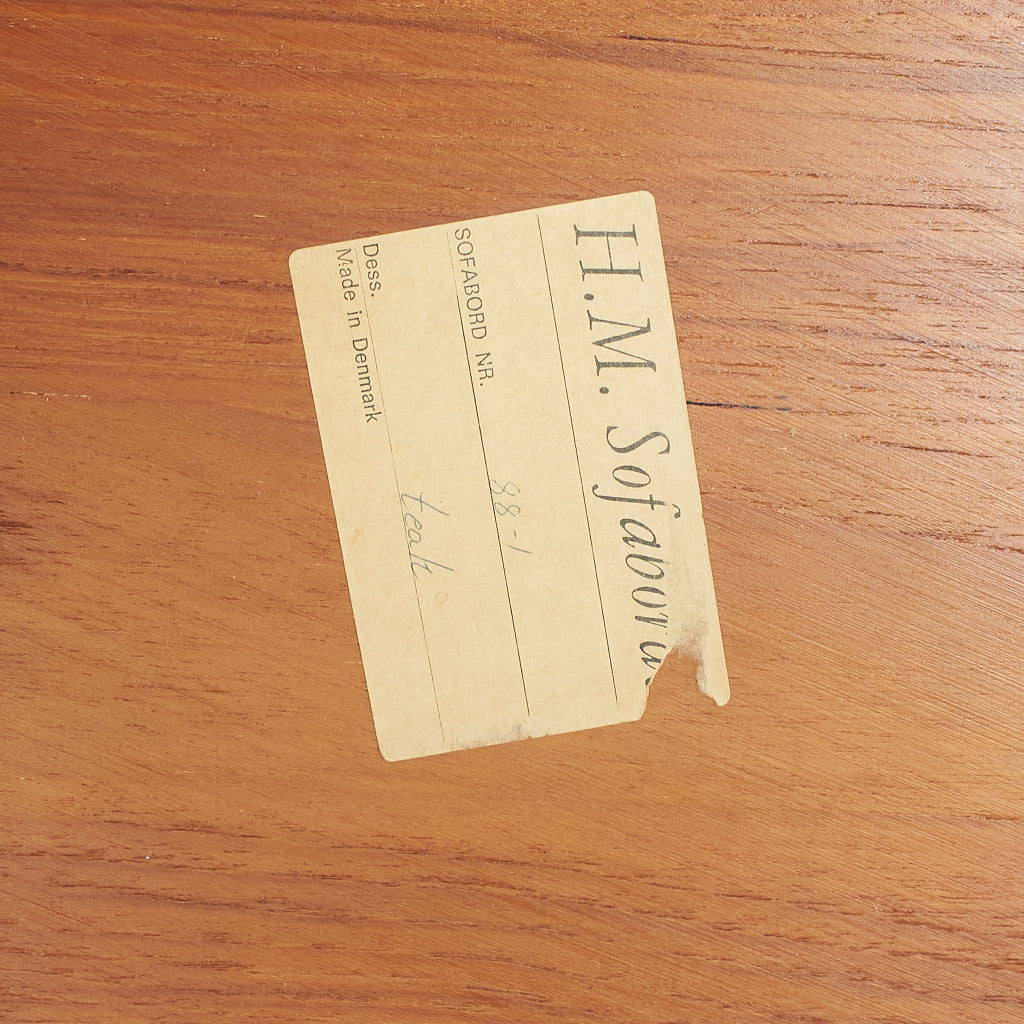 H.M. Sofabord
SOFABORD NR. 88-1
Dess. teak
Made in Denmark